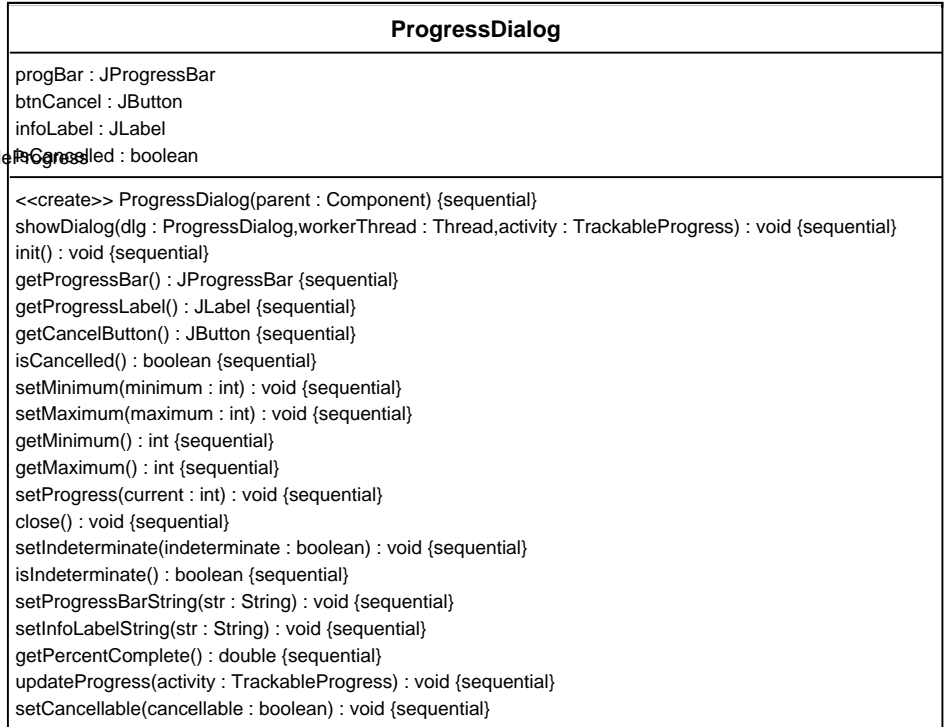 ProgressDialog
progBar : JProgressBar
btnCancel : JButton
infoLabel : JLabel
isCancelled : boolean
<<create>> ProgressDialog(parent : Component) {sequential}
showDialog(dlg : ProgressDialog,workerThread : Thread,activity : TrackableProgress) : void {sequential}
init() : void {sequential}
getProgressBar() : JProgressBar {sequential}
getProgressLabel() : JLabel {sequential}
getCancelButton() : JButton {sequential}
isCancelled() : boolean {sequential}
setMinimum(minimum : int) : void {sequential}
setMaximum(maximum : int) : void {sequential}
getMinimum() : int {sequential}
getMaximum() : int {sequential}
setProgress(current : int) : void {sequential}
close() : void {sequential}
setIndeterminate(indeterminate : boolean) : void {sequential}
isIndeterminate() : boolean {sequential}
setProgressBarString(str : String) : void {sequential}
setInfoLabelString(str : String) : void {sequential}
getPercentComplete() : double {sequential}
updateProgress(activity : TrackableProgress) : void {sequential}
setCancellable(cancellable : boolean) : void {sequential}